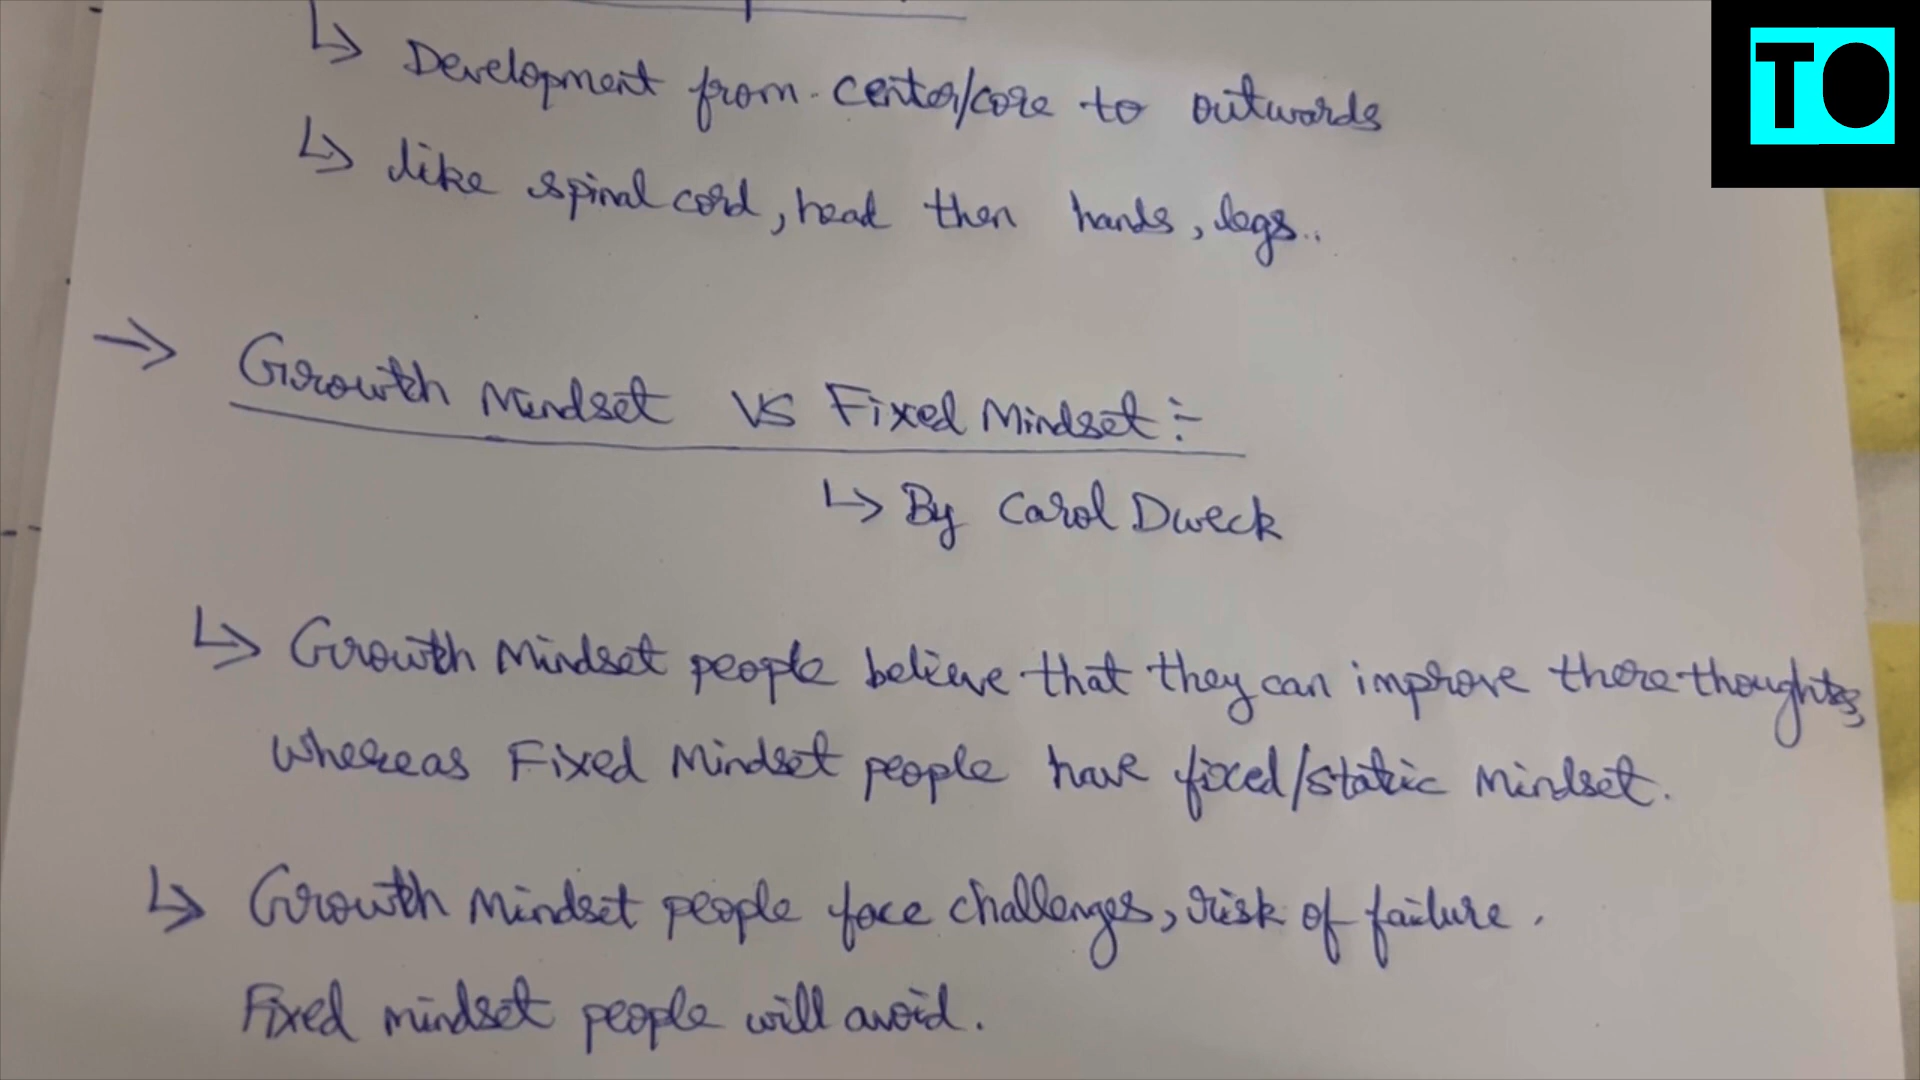 ↳ Development from center/core to outwards
↳ like spinal cord, head then hands, legs..
→ Growth Mindset VS Fixed Mindset :-
↳ By Carol Dweck
↳ Growth Mindset people believe that they can improve there thoughts,
whereas Fixed Mindset people have fixed/static Mindset.
↳ Growth Mindset people face challenges, risk of failure.
Fixed mindset people will avoid.
TO